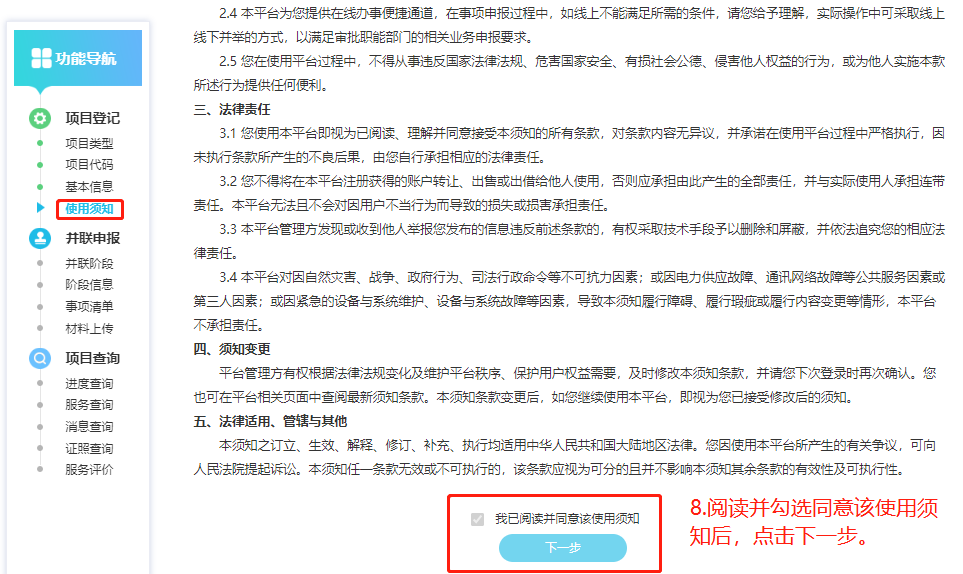 功能导航
项目登记
项目类型
项目代码
基本信息
使用须知
并联申报
并联阶段
阶段信息
事项清单
材料上传
项目查询
进度查询
服务查询
消息查询
证照查询
服务评价
2.4 本平台为您提供在线办事便捷通道，在事项申报过程中，如线上不能满足所需的条件，请您给予理解，实际操作中可采取线上
线下并举的方式，以满足审批职能部门的相关业务申报要求。
2.5 您在使用平台过程中，不得从事违反国家法律法规、危害国家安全、有损社会公德、侵害他人权益的行为，或为他人实施本款
所述行为提供任何便利。
三、法律责任
3.1 您使用本平台即视为已阅读、理解并同意接受本须知的所有条款，对条款内容无异议，并承诺在使用平台过程中严格执行，因
未执行条款所产生的不良后果，由您自行承担相应的法律责任。
3.2 您不得将在本平台注册获得的账户转让、出售或出借给他人使用，否则应承担由此产生的全部责任，并与实际使用人承担连带
责任。本平台无法且不会对因用户不当行为而导致的损失或损害承担责任。
3.3 本平台管理方发现或收到他人举报您发布的信息违反前述条款的，有权采取技术手段予以删除和屏蔽，并依法追究您的相应法
律责任。
3.4 本平台对因自然灾害、战争、政府行为、司法行政命令等不可抗力因素；或因电力供应故障、通讯网络故障等公共服务因素或
第三人因素；或因紧急的设备与系统维护、设备与系统故障等因素，导致本须知履行障碍、履行瑕疵或履行内容变更等情形，本平台
不承担责任。
四、须知变更
平台管理方有权根据法律法规变化及维护平台秩序、保护用户权益需要，及时修改本须知条款，并请您下次登录时再次确认。您
也可在平台相关页面中查阅最新须知条款。本须知条款变更后，如您继续使用本平台，即视为您已接受修改后的须知。
五、法律适用、管辖与其他
本须知之订立、生效、解释、修订、补充、执行均适用中华人民共和国大陆地区法律。您因使用本平台所产生的有关争议，可向
人民法院提起诉讼。本须知任一条款无效或不可执行的，该条款应视为可分的且并不影响本须知其余条款的有效性及可执行性。
我已阅读并同意该使用须知
下一步
8.阅读并勾选同意该使用须
知后，点击下一步。